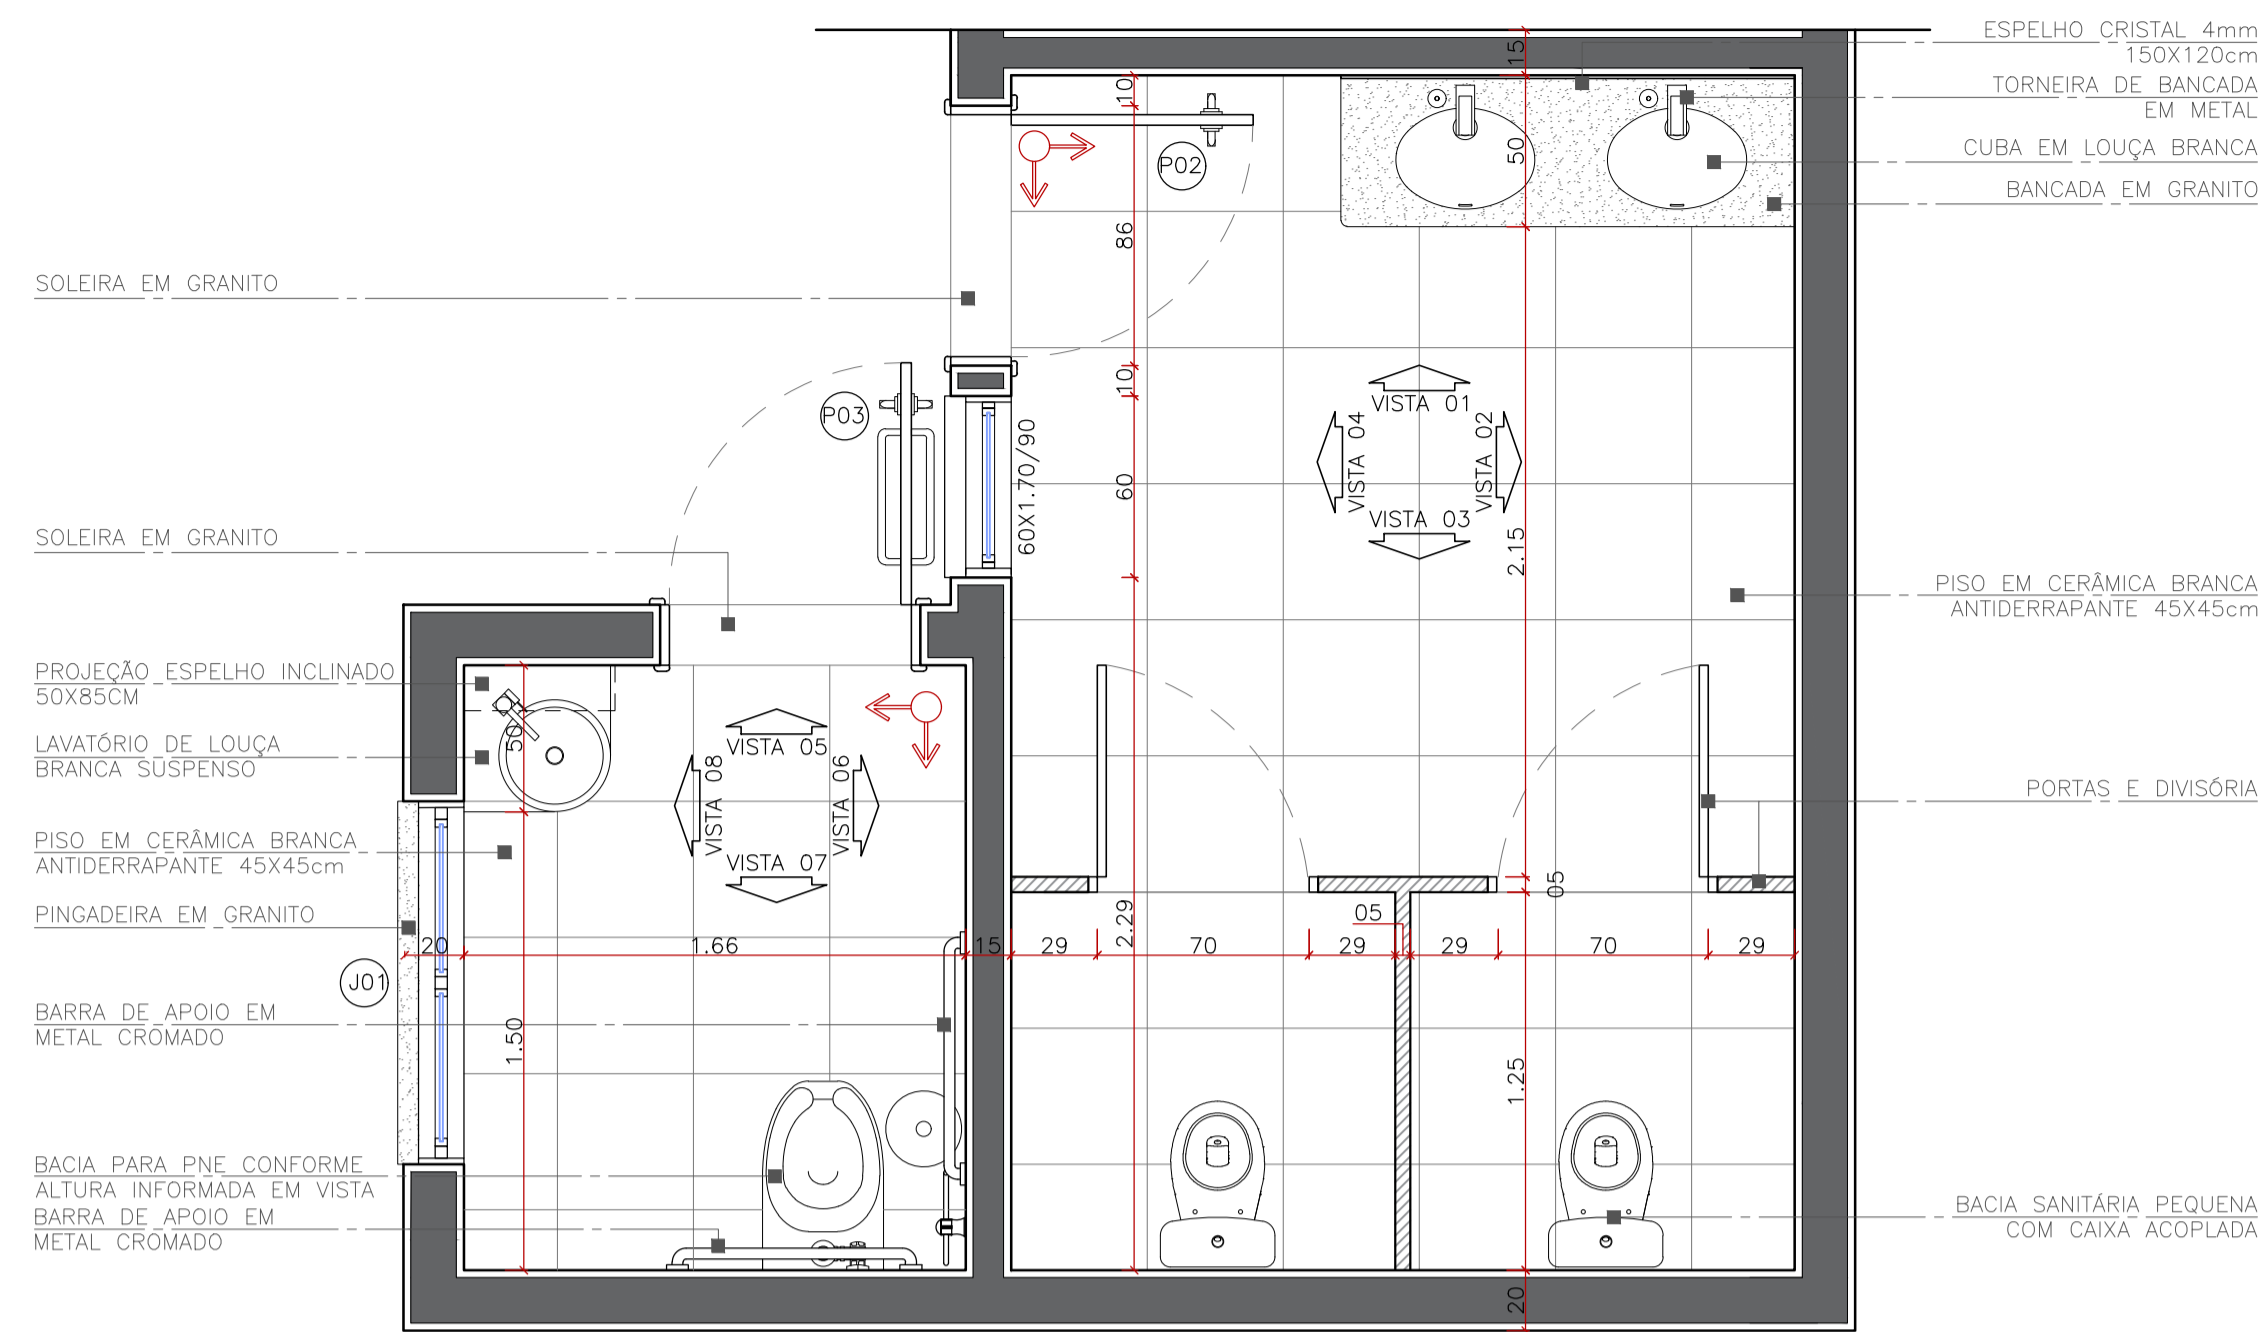 ESPELHO CRISTAL 4mm
150X120cm
TORNEIRA DE BANCADA
EM METAL
CUBA EM LOUÇA BRANCA
BANCADA EM GRANITO
15
10
50
P02
86
SOLEIRA EM GRANITO
10
P03
VISTA 01
VISTA 04
VISTA 02
VISTA 03
60
60X1.70/90
2.15
SOLEIRA EM GRANITO
PISO EM CERÂMICA BRANCA
ANTIDERRAPANTE 45X45cm
PROJEÇÃO ESPELHO INCLINADO
50X85CM
LAVATÓRIO DE LOUÇA
BRANCA SUSPENSO
50
VISTA 05
VISTA 08
VISTA 06
VISTA 07
PORTAS E DIVISÓRIA
PISO EM CERÂMICA BRANCA
ANTIDERRAPANTE 45X45cm
05
PINGADEIRA EM GRANITO
05
2.29
20
1.66
15
29
70
29
29
70
29
J01
BARRA DE APOIO EM
METAL CROMADO
1.50
1.25
BACIA PARA PNE CONFORME
ALTURA INFORMADA EM VISTA
BARRA DE APOIO EM
METAL CROMADO
BACIA SANITÁRIA PEQUENA
COM CAIXA ACOPLADA
20